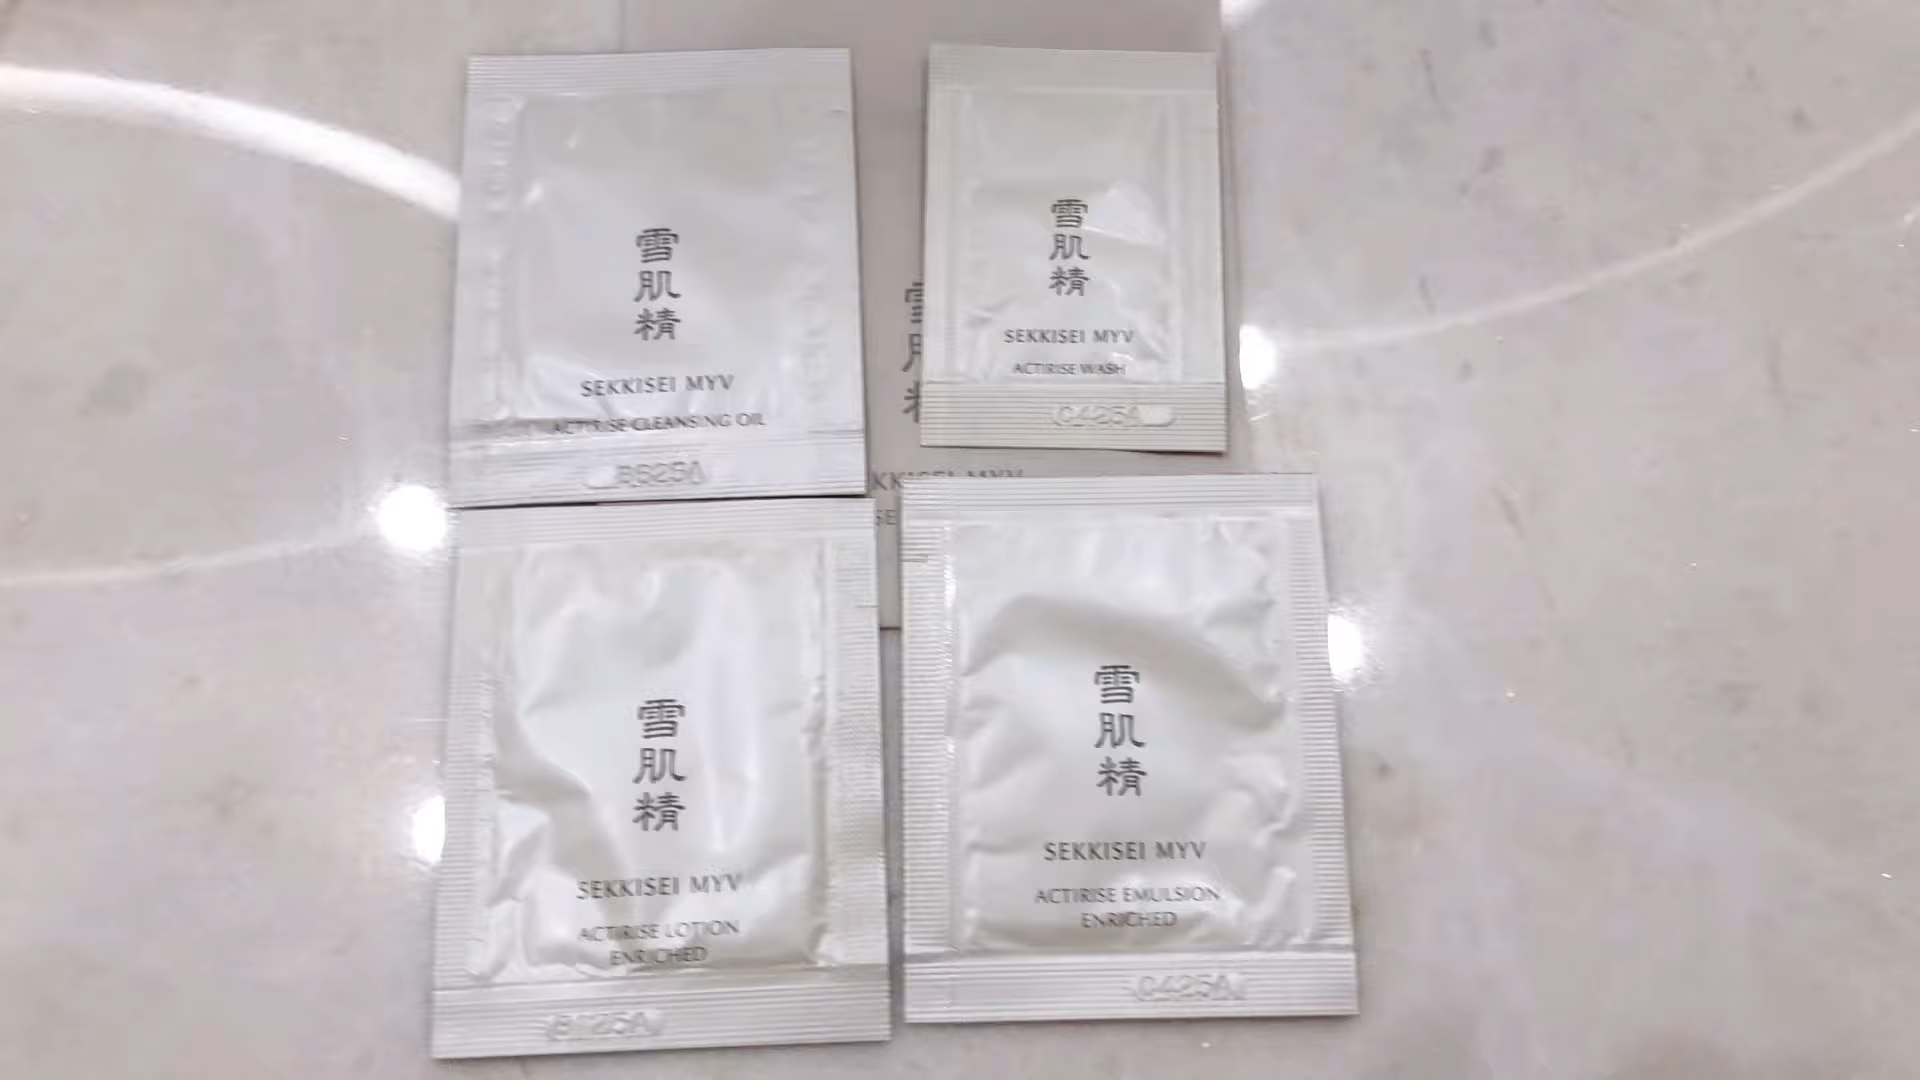 雪肌精
SEKKISEI MYV
ACTIRISE CLEANSING OIL
雪肌精
SEKKISEI MYV
ACTIRISE WASH
C425A
雪肌精
SEKKISEI MYV
ACTIRISE LOTION
ENRICHED
雪肌精
SEKKISEI MYV
ACTIRISE EMULSION
ENRICHED
C425A